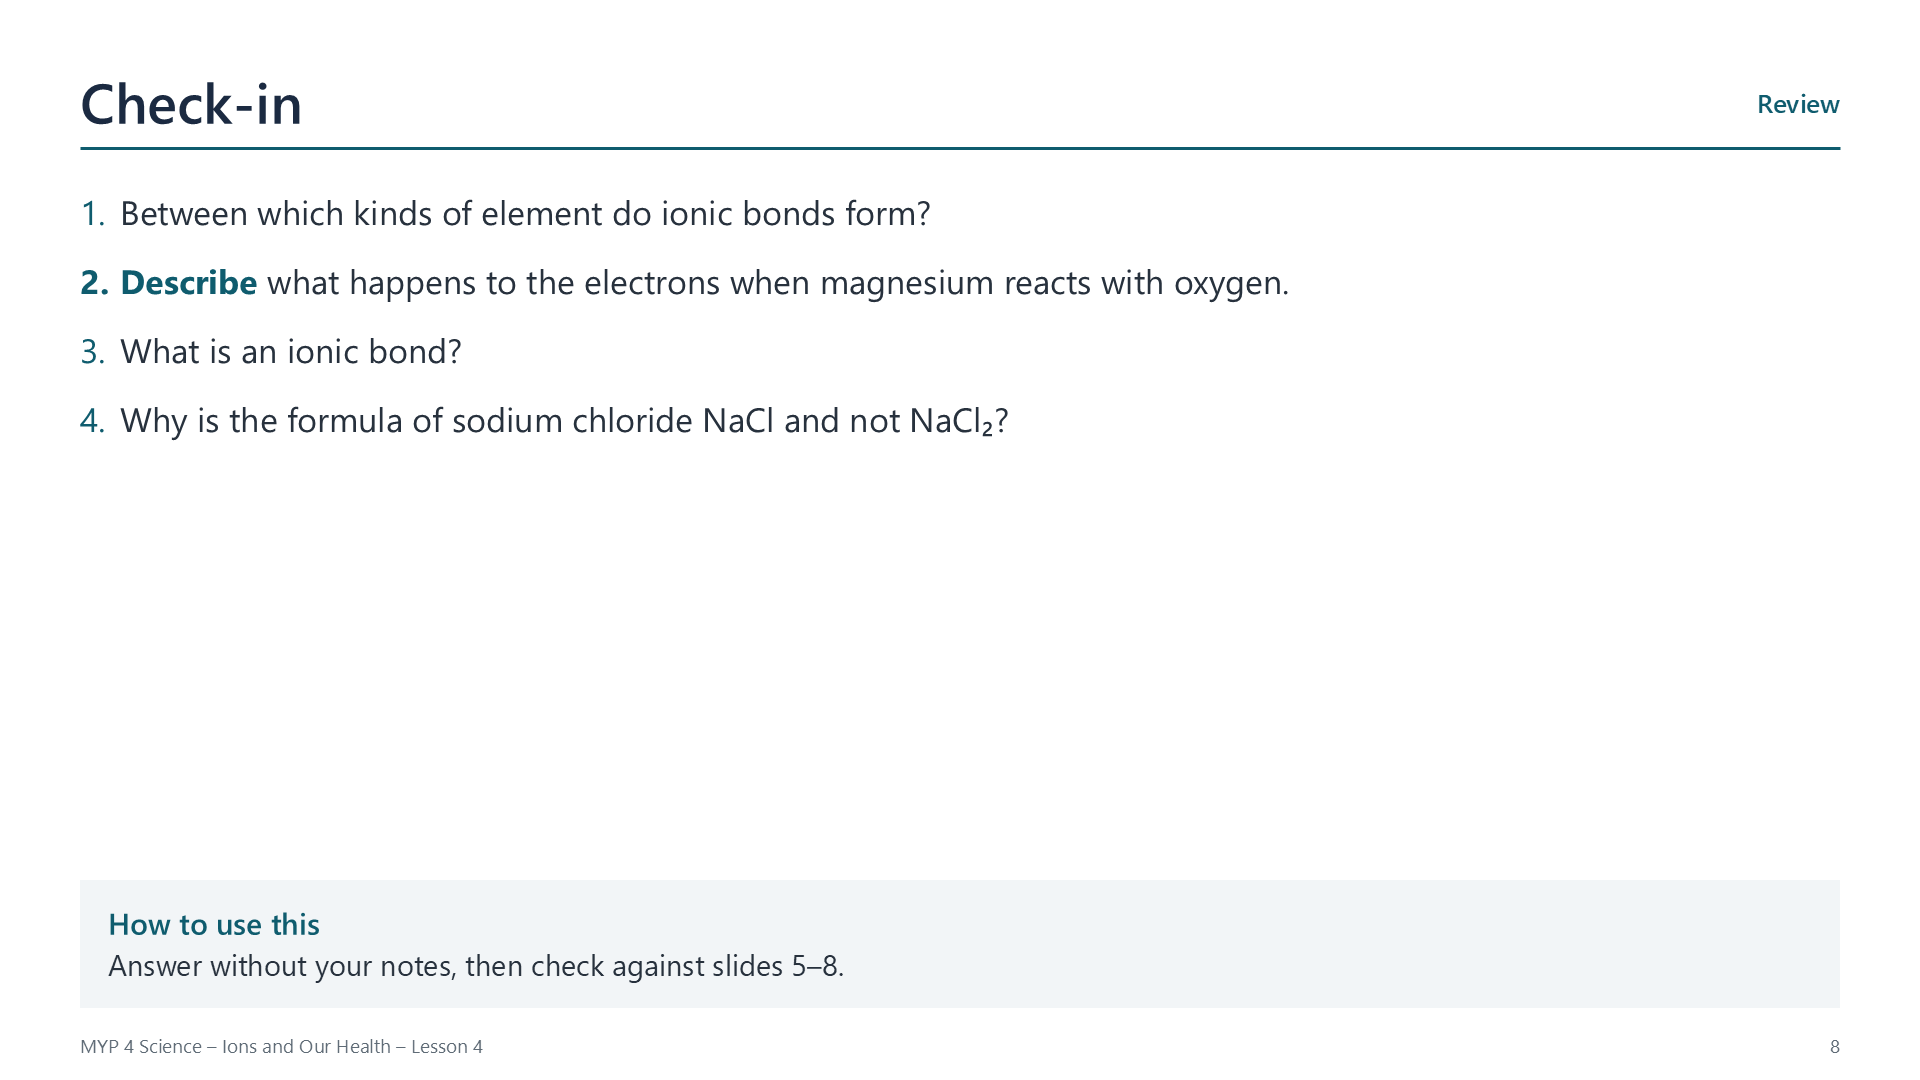 Check-in
Review
1. Between which kinds of element do ionic bonds form?
2. Describe what happens to the electrons when magnesium reacts with oxygen.
3. What is an ionic bond?
4. Why is the formula of sodium chloride NaCl and not NaCl₂?
How to use this
Answer without your notes, then check against slides 5–8.
MYP 4 Science – Ions and Our Health – Lesson 4
8